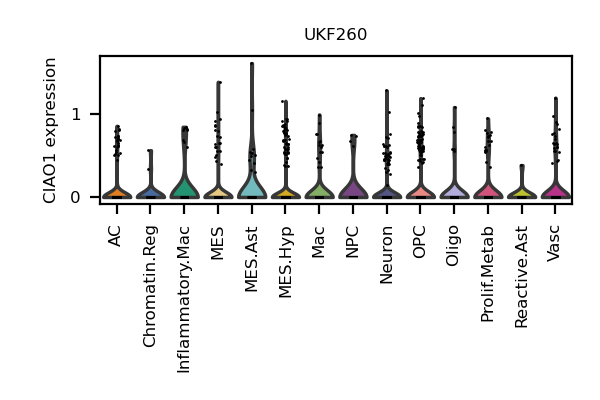 UKF260
CIAO1 expression
1
0
AC
Chromatin.Reg
Inflammatory.Mac
MES
MES.Ast
MES.Hyp
Mac
NPC
Neuron
OPC
Oligo
Prolif.Metab
Reactive.Ast
Vasc